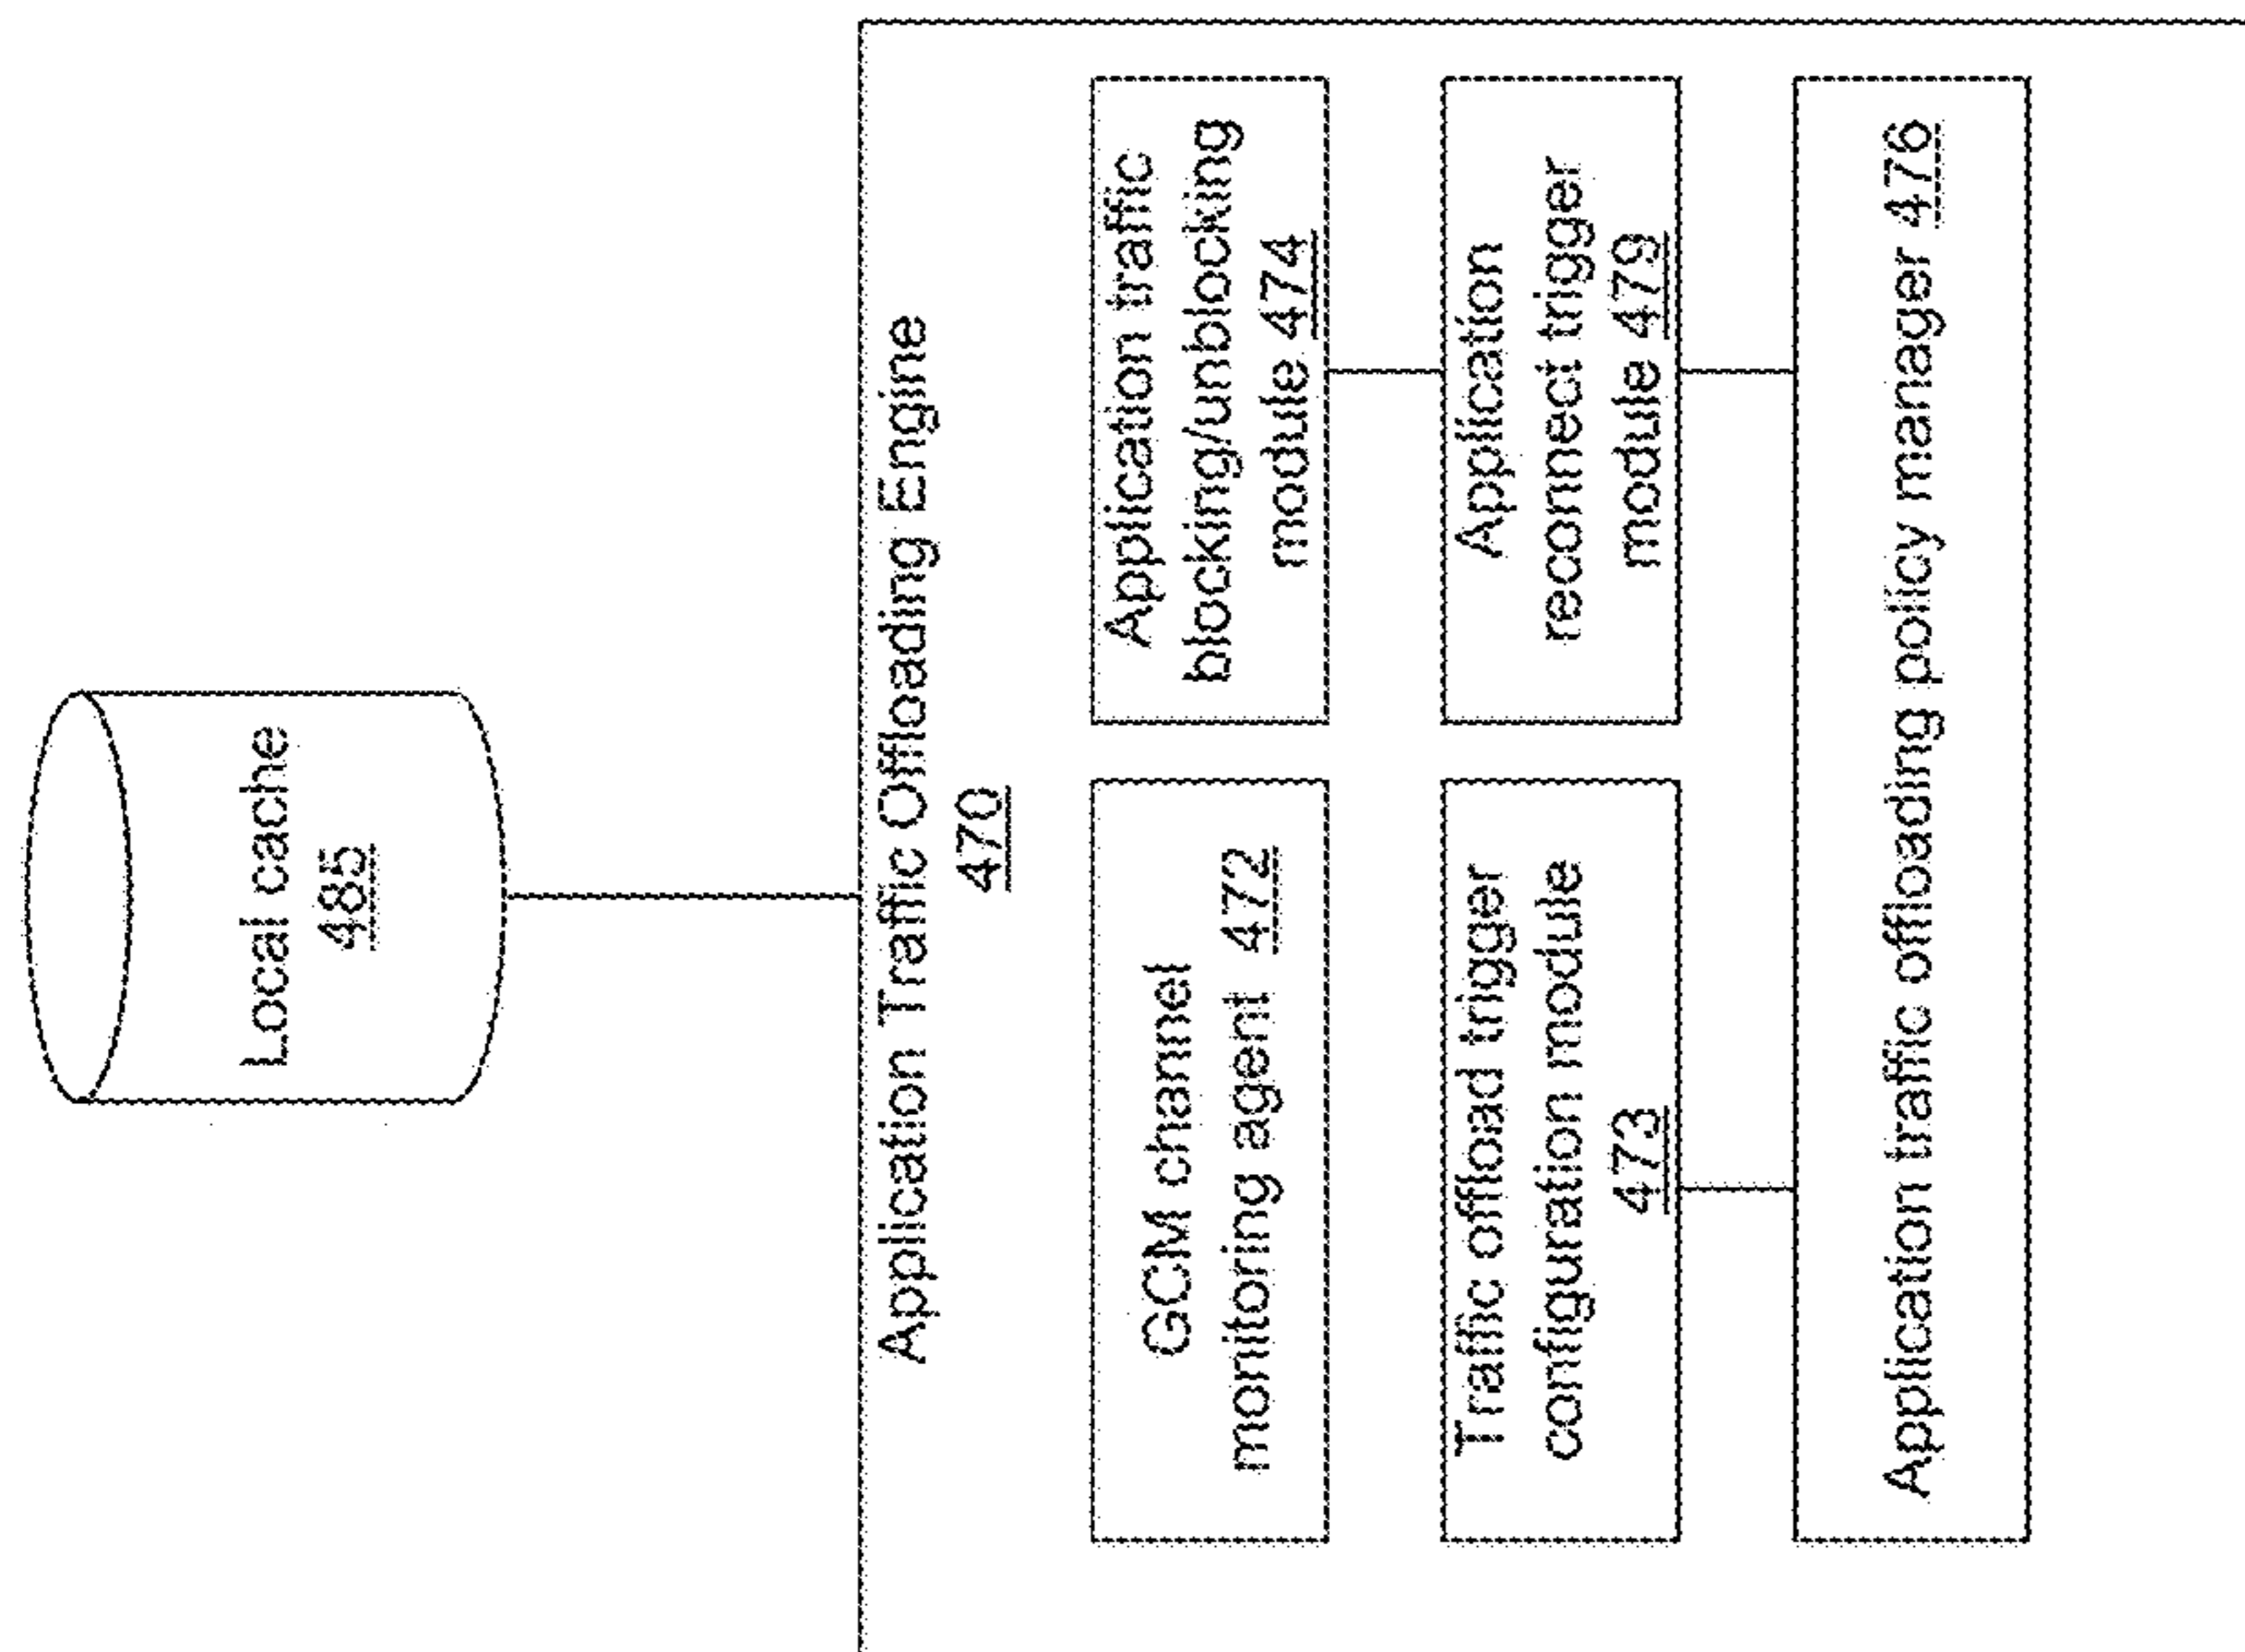 Local cache
485
Application Traffic Offloading Engine
470
GCM channel
monitoring agent 472
Application traffic
blocking/unblocking
module 474
Traffic offload trigger
configuration module
473
Application
reconnect trigger
module 479
Application traffic offloading policy manager 476